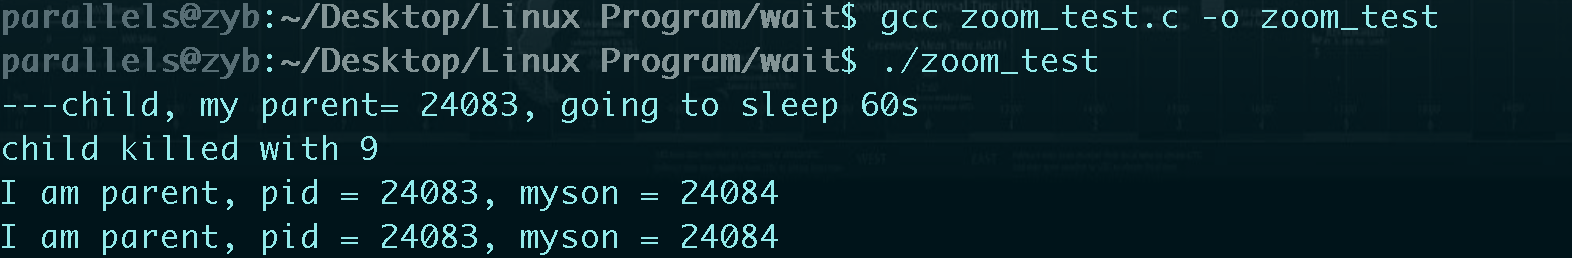 parallels@zyb:~/Desktop/Linux Program/wait$ gcc zoom_test.c -o zoom_test
parallels@zyb:~/Desktop/Linux Program/wait$ ./zoom_test
---child, my parent= 24083, going to sleep 60s
child killed with 9
I am parent, pid = 24083, myson = 24084
I am parent, pid = 24083, myson = 24084